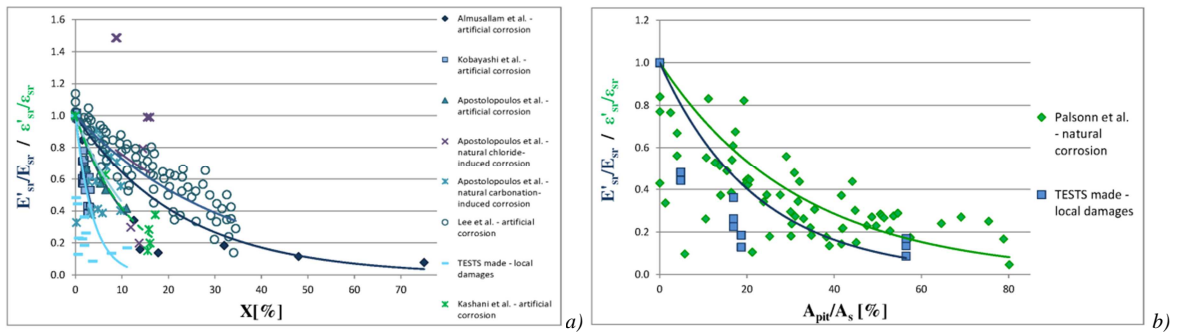 1.6
1.4
1.2
1.0
0.8
0.6
0.4
0.2
0.0
0 10 20 30 40 50 60 70
E'sr/Esr / ε'sr/εsr
X[%]
Almusallam et al. - artificial corrosion
Kobayashi et al. - artificial corrosion
Apostolopoulos et al. - artificial corrosion
Apostolopoulos et al. - natural chloride-induced corrosion
Apostolopoulos et al. - natural carbonation-induced corrosion
Lee et al. - artificial corrosion
TESTS made - local damages
Kashani et al. - artificial corrosion
a)
1.2
1.0
0.8
0.6
0.4
0.2
0.0
0 20 40 60 80
E'sr/Esr / ε'sr/εsr
Apit/As [%]
Palsonn et al. - natural corrosion
TESTS made - local damages
b)